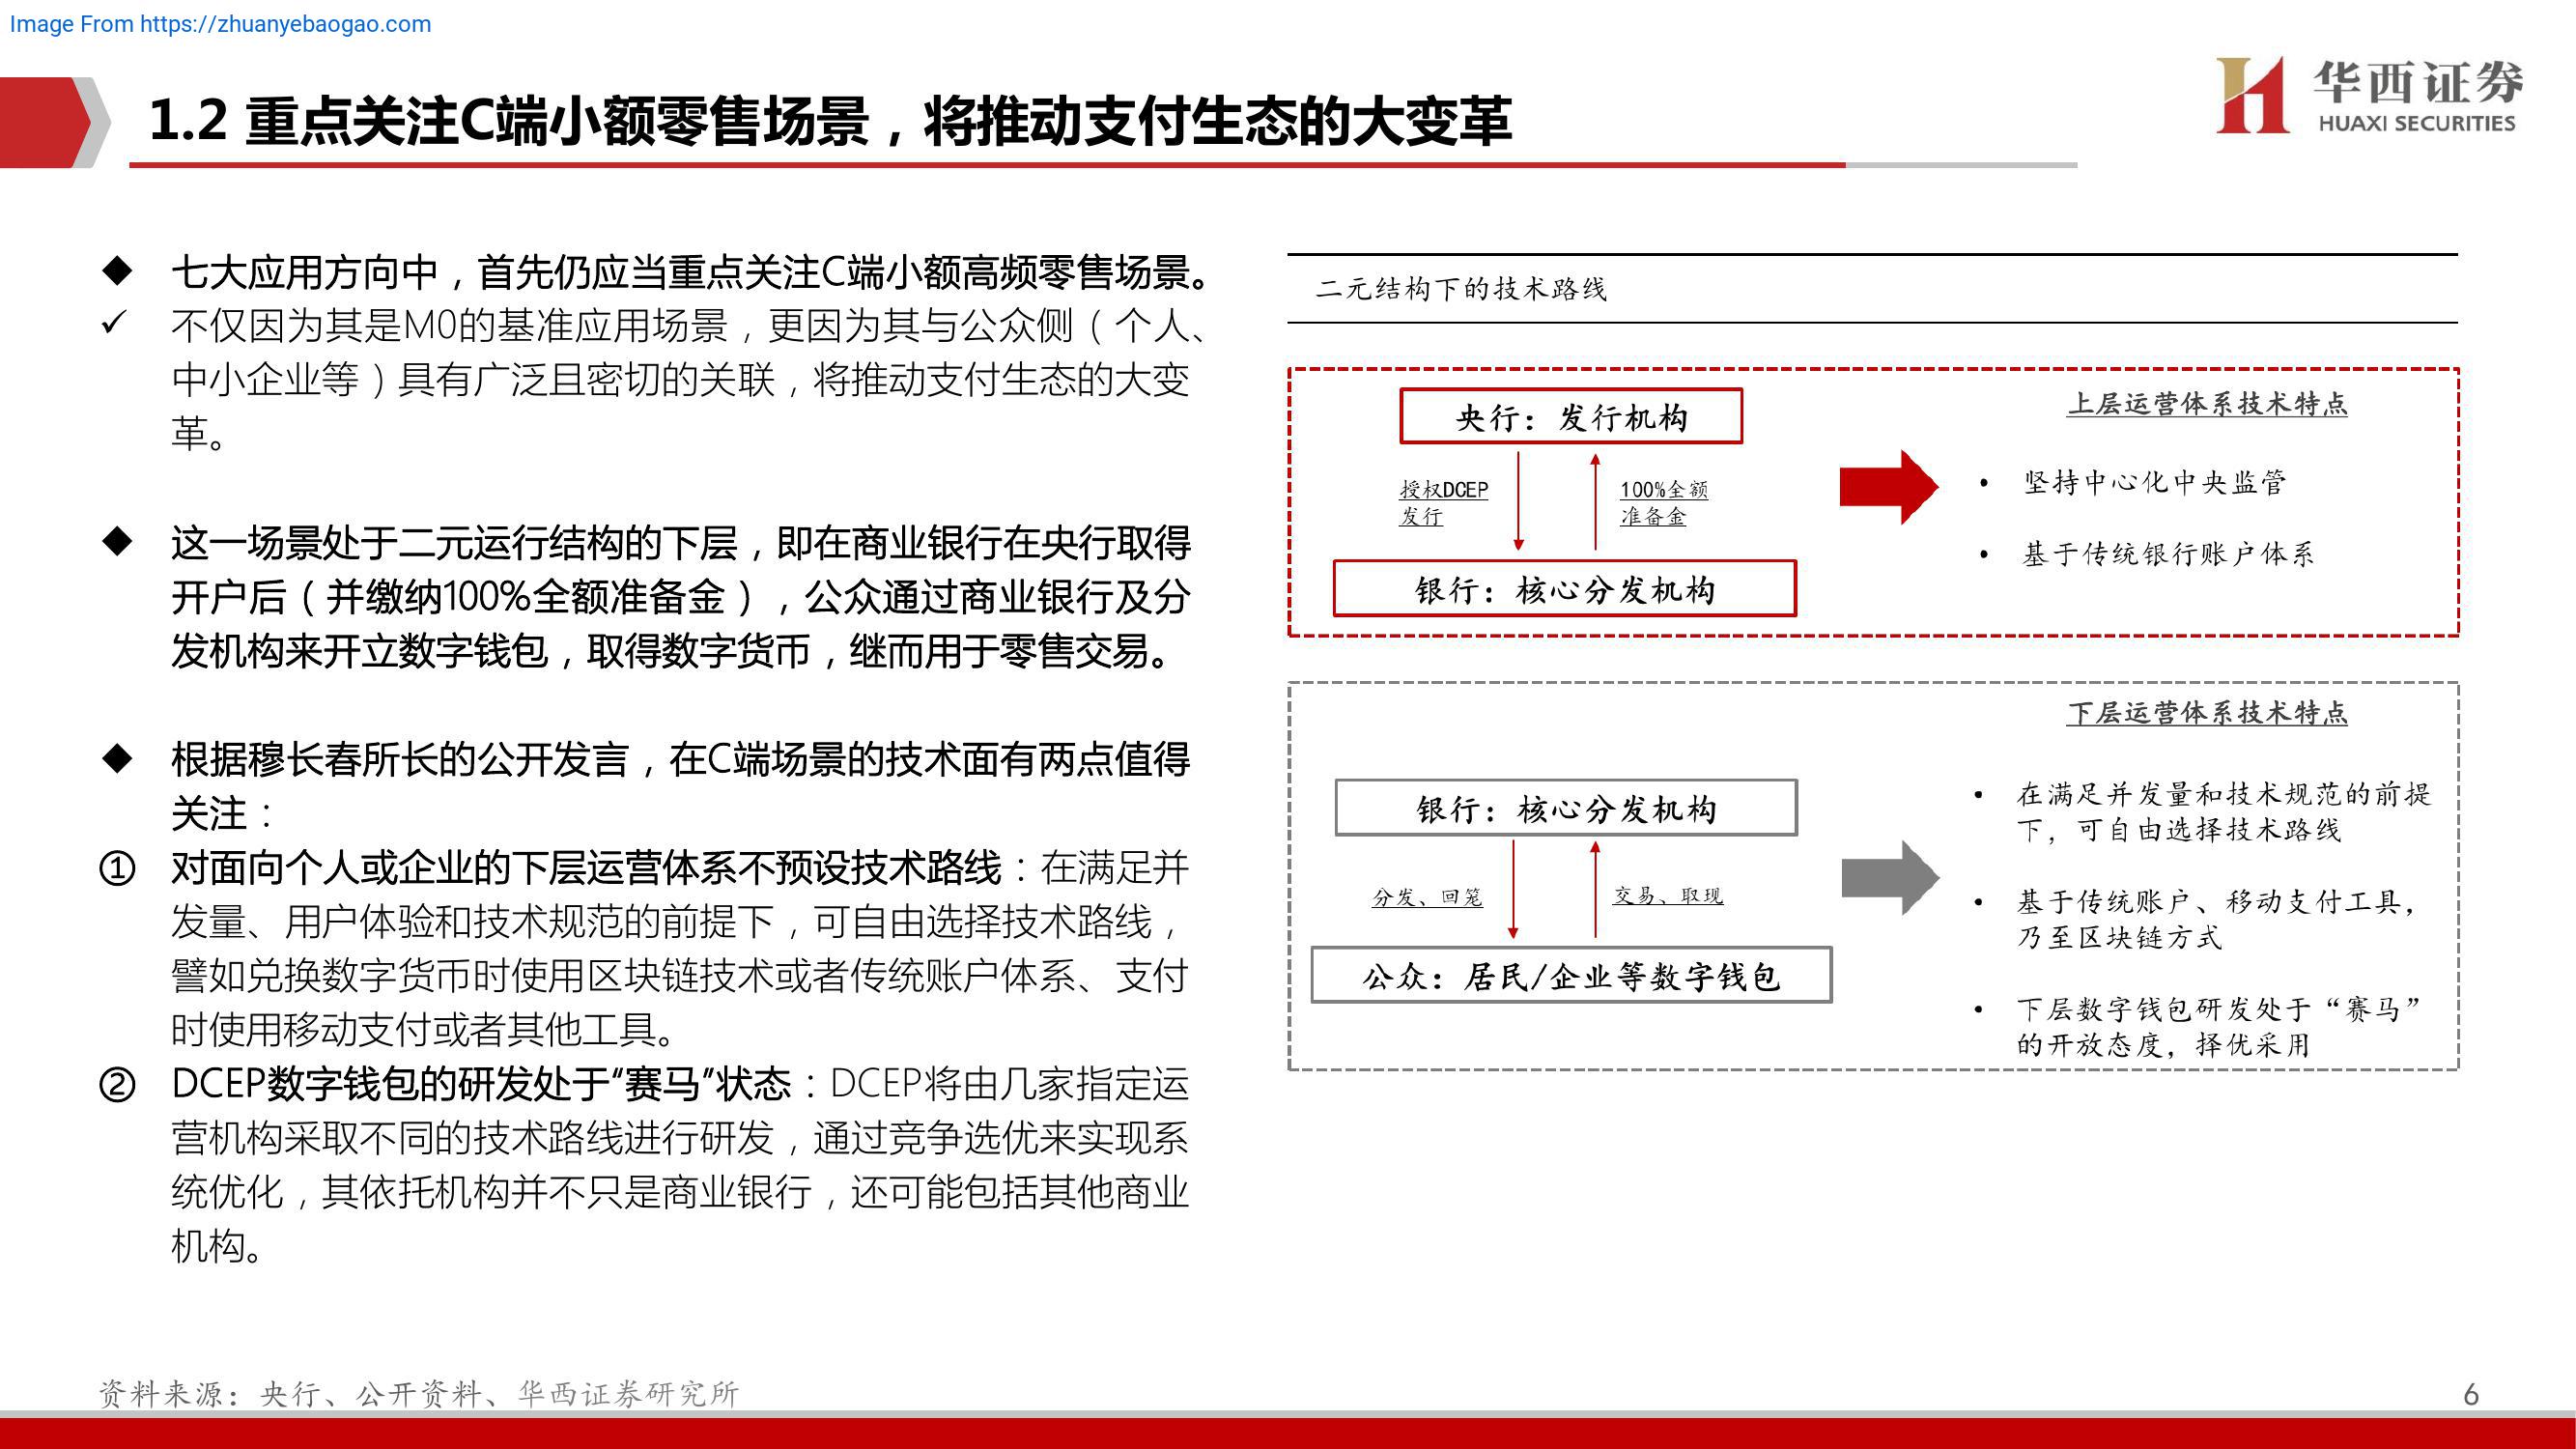 Image From https://zhuanyebaogao.com
1.2 重点关注C端小额零售场景，将推动支付生态的大变革
华西证券
HUAXI SECURITIES
◆ 七大应用方向中，首先仍应当重点关注C端小额高频零售场景。
✓ 不仅因为其是M0的基准应用场景，更因为其与公众侧（个人、
中小企业等）具有广泛且密切的关联，将推动支付生态的大变
革。
◆ 这一场景处于二元运行结构的下层，即在商业银行在央行取得
开户后（并缴纳100%全额准备金），公众通过商业银行及分
发机构来开立数字钱包，取得数字货币，继而用于零售交易。
◆ 根据穆长春所长的公开发言，在C端场景的技术面有两点值得
关注：
① 对面向个人或企业的下层运营体系不预设技术路线：在满足并
发量、用户体验和技术规范的前提下，可自由选择技术路线，
譬如兑换数字货币时使用区块链技术或者传统账户体系、支付
时使用移动支付或者其他工具。
② DCEP数字钱包的研发处于“赛马”状态：DCEP将由几家指定运
营机构采取不同的技术路线进行研发，通过竞争选优来实现系
统优化，其依托机构并不只是商业银行，还可能包括其他商业
机构。
二元结构下的技术路线
央行：发行机构
授权DCEP
发行
100%全额
准备金
银行：核心分发机构
上层运营体系技术特点
• 坚持中心化中央监管
• 基于传统银行账户体系
银行：核心分发机构
分发、回笼
交易、取现
公众：居民/企业等数字钱包
下层运营体系技术特点
• 在满足并发量和技术规范的前提
下，可自由选择技术路线
• 基于传统账户、移动支付工具，
乃至区块链方式
• 下层数字钱包研发处于“赛马”
的开放态度，择优采用
资料来源：央行、公开资料、华西证券研究所
6